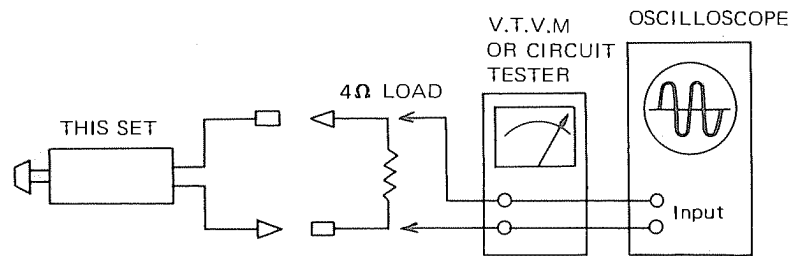 OSCILLOSCOPE
V.T.V.M
OR CIRCUIT
TESTER
4Ω LOAD
THIS SET
Input